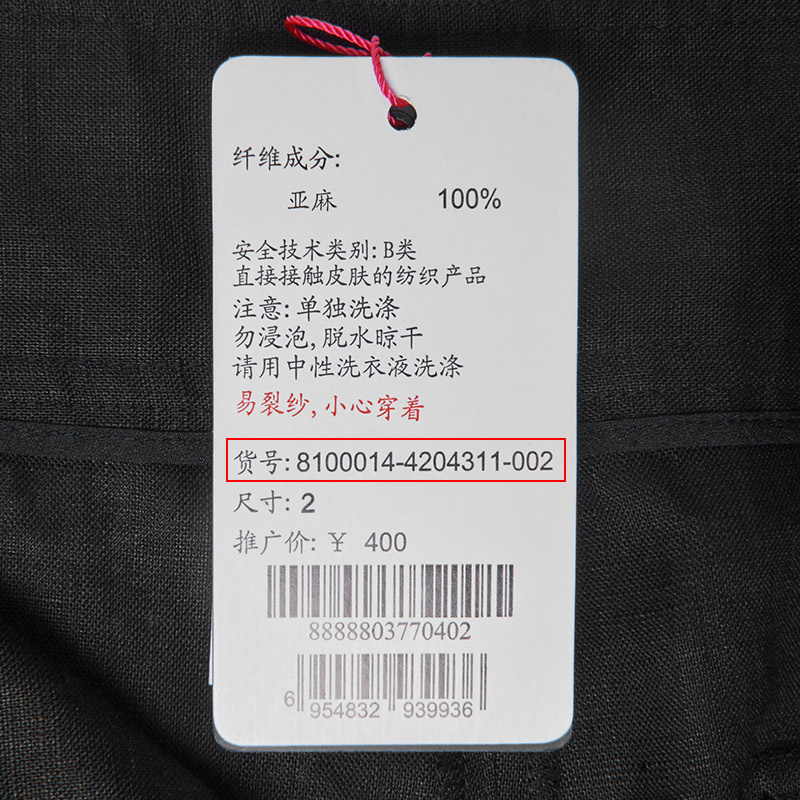 纤维成分:
亚麻 100%
安全技术类别: B类
直接接触皮肤的纺织产品
注意: 单独洗涤
勿浸泡, 脱水晾干
请用中性洗衣液洗涤
易裂纱, 小心穿着
货号: 8100014-4204311-002
尺寸: 2
推广价: ¥ 400
8888803770402
6 954832 939936